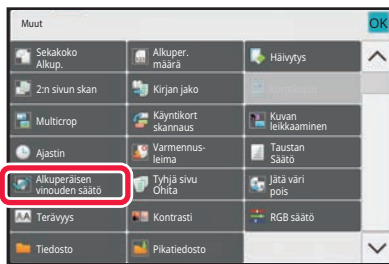 Muut
OK
Sekakoko
Alkup.
Alkuper.
määrä
Häivytys
2:n sivun skan
Kirjan jako
Multicrop
Käyntikort
skannaus
Kuvan
leikkaaminen
Ajastin
Varmennus-
leima
Taustan
Säätö
Alkuperäisen
vinouden säätö
Tyhjä sivu
Ohita
Jätä väri
pois
Terävyys
Kontrasti
RGB säätö
Tiedosto
Pikatiedosto